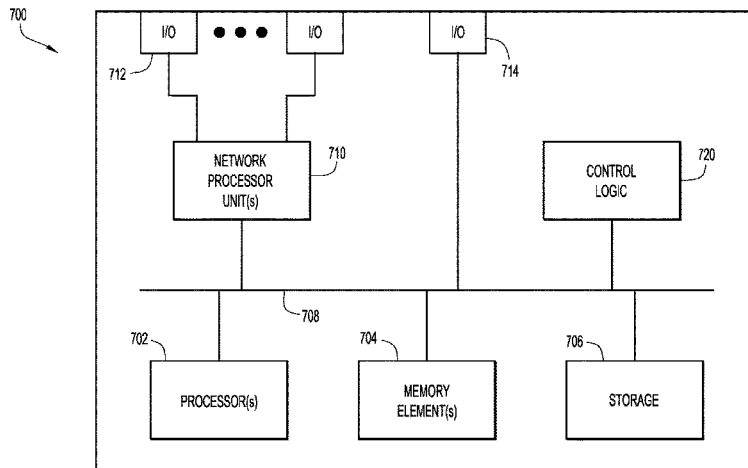 700
I/O
I/O
I/O
712
714
NETWORK
PROCESSOR
UNIT(s)
710
CONTROL
LOGIC
720
708
702
704
706
PROCESSOR(s)
MEMORY
ELEMENT(s)
STORAGE